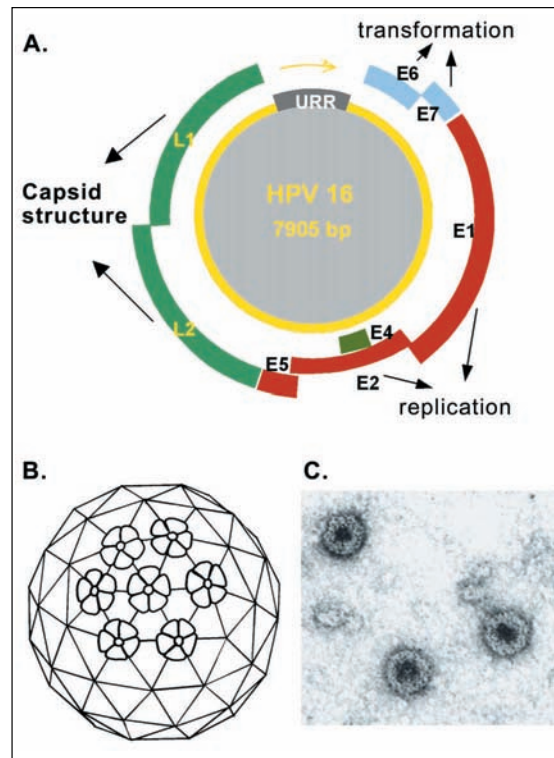 A.
transformation
E6
E7
URR
L1
HPV 16
7905 bp
Capsid
structure
E1
L2
E4
E5
E2
replication
B.
C.